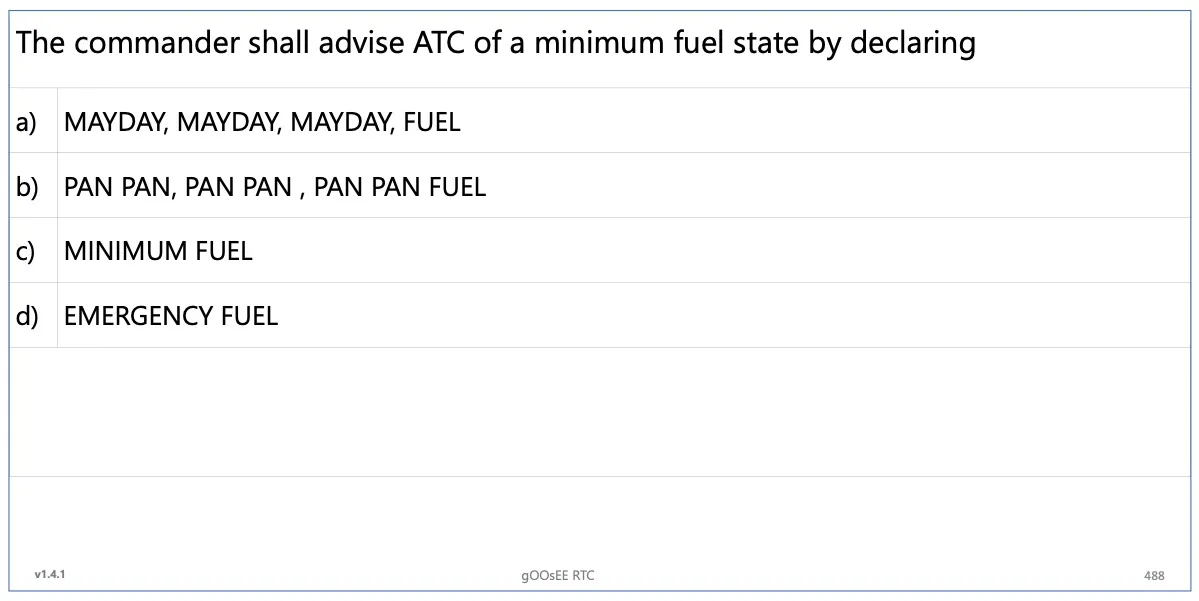 The commander shall advise ATC of a minimum fuel state by declaring
a) MAYDAY, MAYDAY, MAYDAY, FUEL
b) PAN PAN, PAN PAN , PAN PAN FUEL
c) MINIMUM FUEL
d) EMERGENCY FUEL
v1.4.1 gOOsEE RTC 488